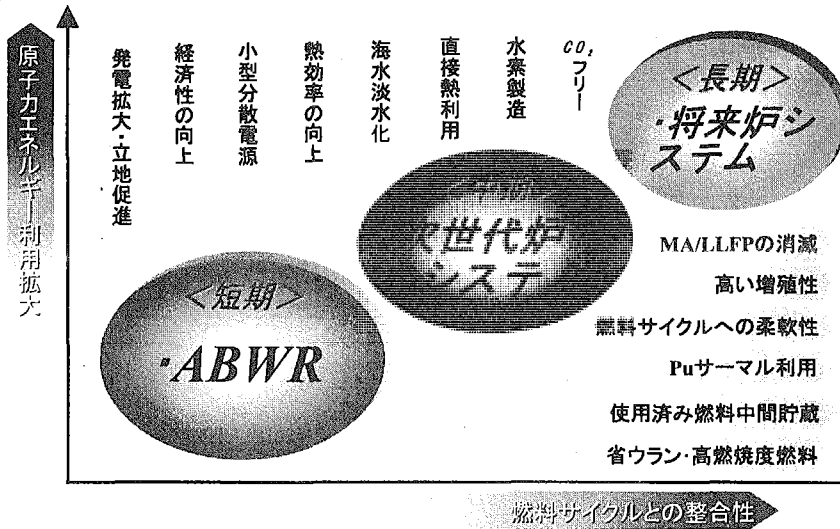 原子力エネルギー利用拡大
発電拡大・立地促進
経済性の向上
小型分散電源
熱効率の向上
海水淡水化
直接熱利用
水素製造
CO₂フリー
＜長期＞
・将来炉シ
ステム
世代炉
システ
＜短期＞
・ABWR
MA/LLFPの消滅
高い増殖性
燃料サイクルへの柔軟性
Puサーマル利用
使用済み燃料中間貯蔵
省ウラン・高燃焼度燃料
燃料サイクルとの整合性